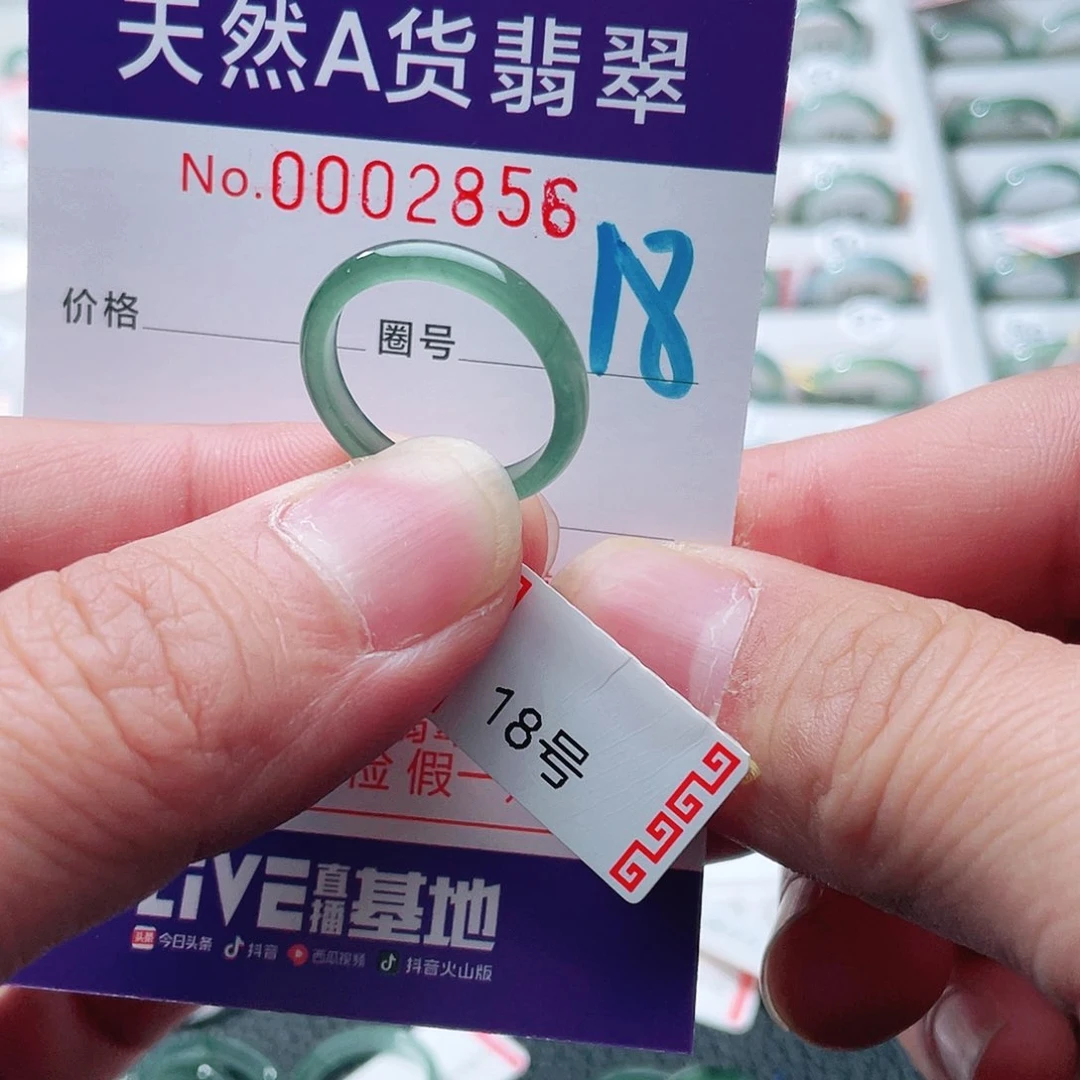 天然A货翡翠
No.0002856
18
价格 圈号
18号
假一
LIVE直播基地
今日头条 抖音 西瓜视频 抖音火山版